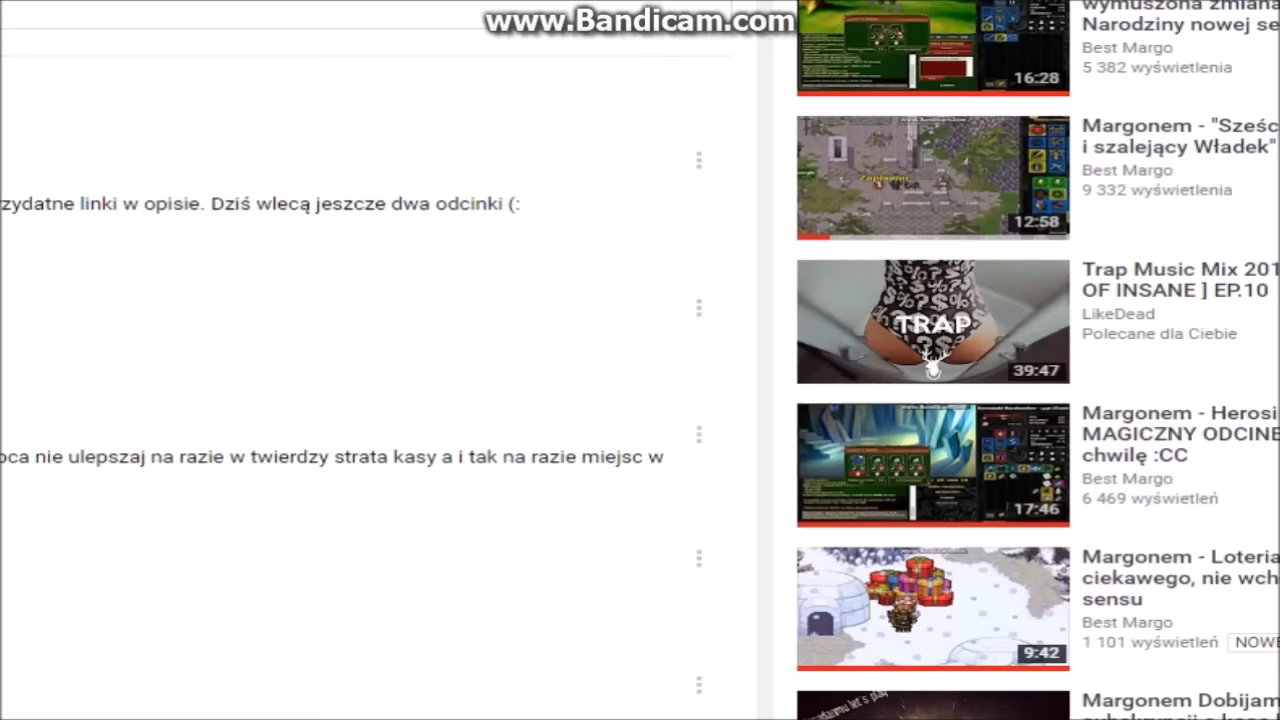 www.Bandicam.com
zydatne linki w opisie. Dziś wlecą jeszcze dwa odcinki (:
oca nie ulepszaj na razie w twierdzy strata kasy a i tak na razie miejsc w
wymuszona zmiana
Narodziny nowej se
Best Margo
5 382 wyświetlenia
16:28
Margonem - "Sześć
i szalejący Władek"
Best Margo
9 332 wyświetlenia
12:58
Trap Music Mix 201
OF INSANE ] EP.10
LikeDead
Polecane dla Ciebie
TRAP
39:47
Margonem - Herosi
MAGICZNY ODCINE
chwilę :CC
Best Margo
6 469 wyświetleń
17:46
Margonem - Loteria
ciekawego, nie wch
sensu
Best Margo
1 101 wyświetleń
NOWE
9:42
Margonem Dobijam
let's play